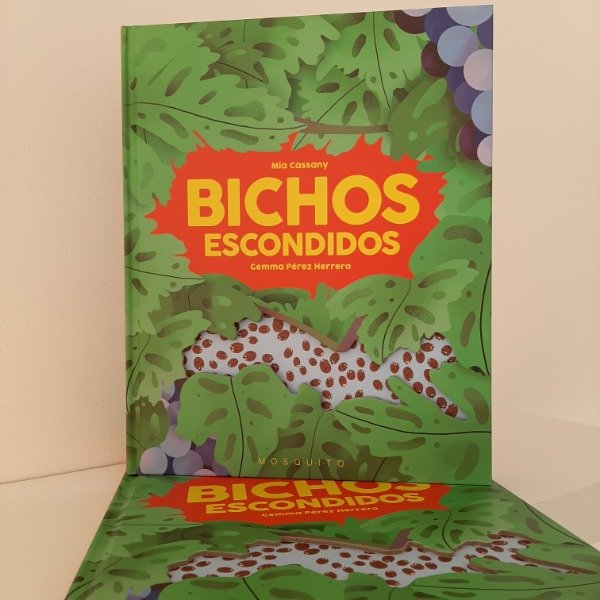 Mia Cassany
BICHOS
ESCONDIDOS
Gemma Pérez Herrero
MOSQUITO
BICHOS
ESCONDIDOS
Gemma Pérez Herrero